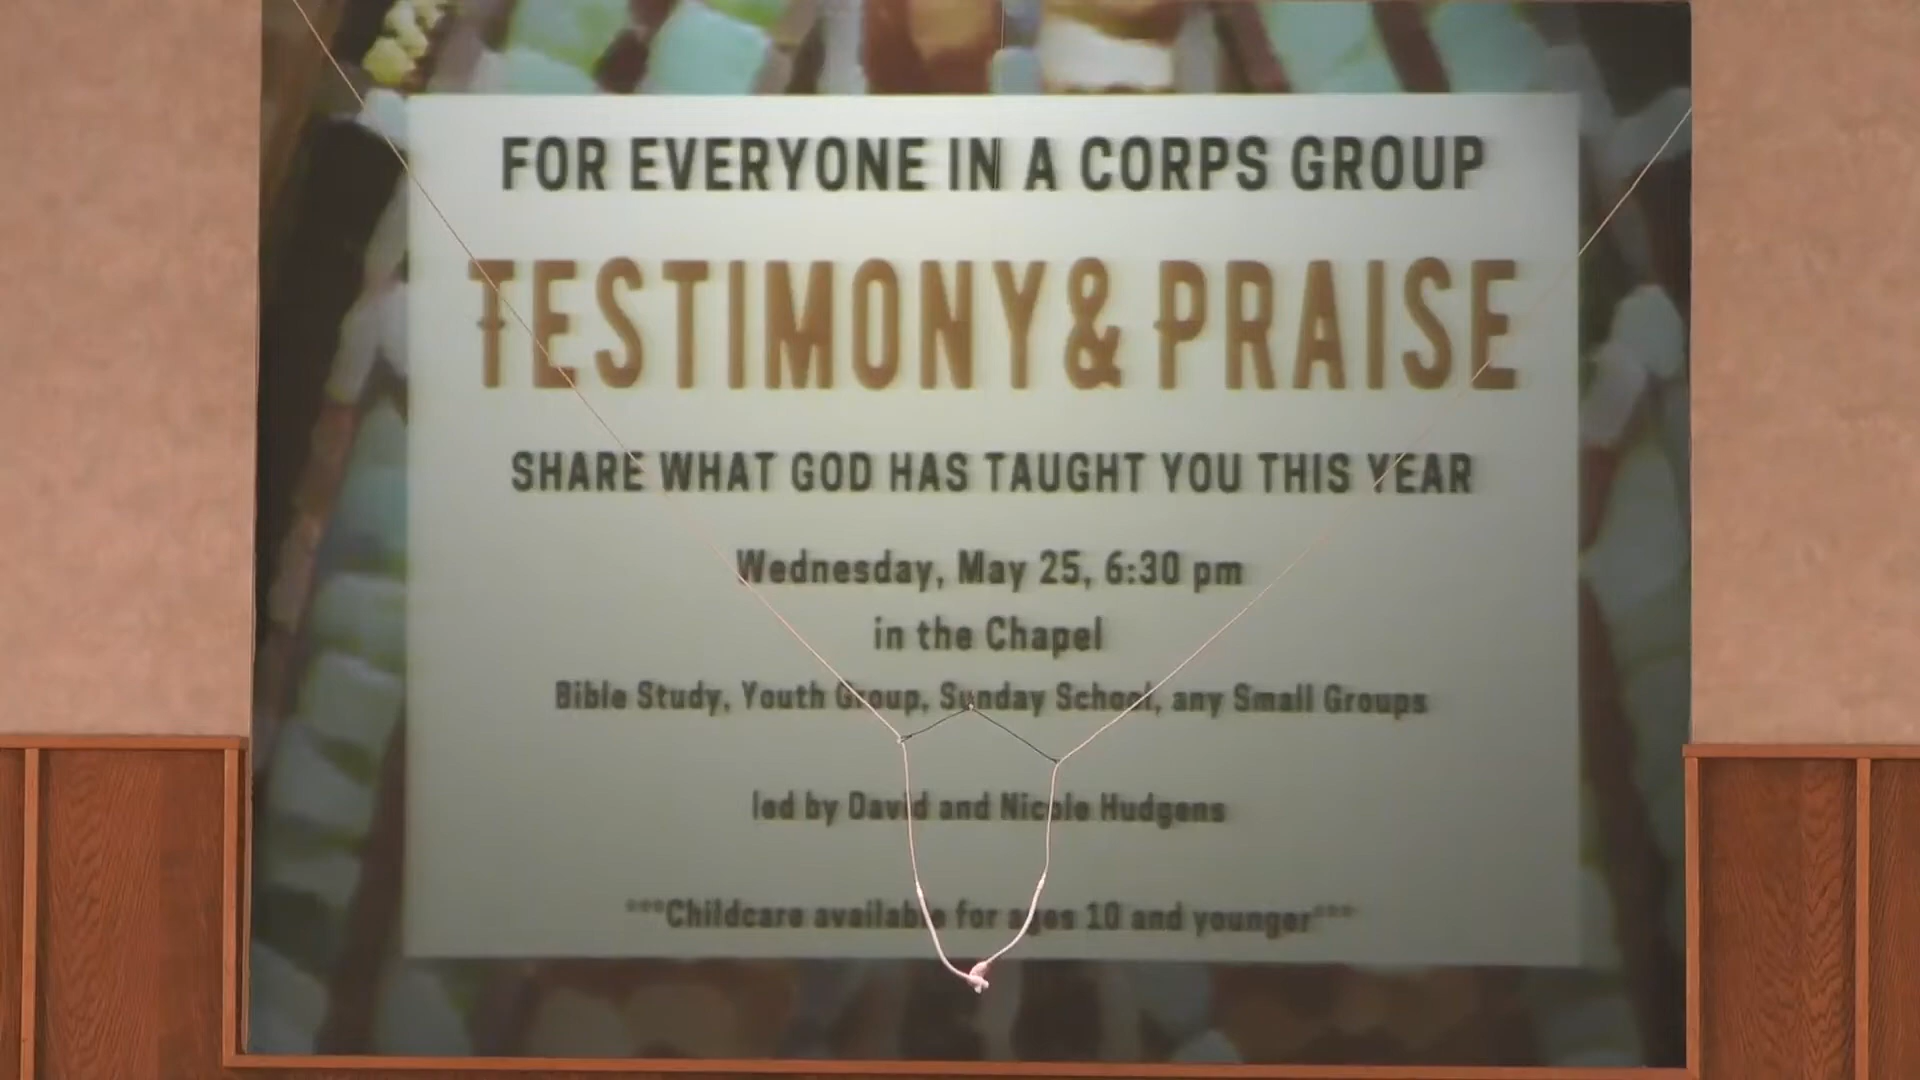 FOR EVERYONE IN A CORPS GROUP
TESTIMONY & PRAISE
SHARE WHAT GOD HAS TAUGHT YOU THIS YEAR
Wednesday, May 25, 6:30 pm
in the Chapel
Bible Study, Youth Group, Sunday School, any Small Groups
led by David and Nicole Hudgens
***Childcare available for ages 10 and younger***